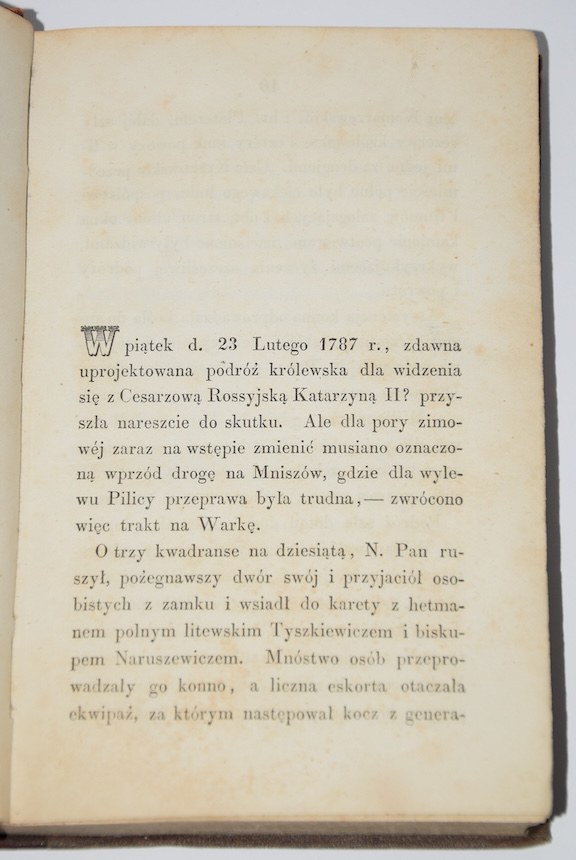 W piątek d. 23 Lutego 1787 r., zdawna
uprojektowana podróż królewska dla widzenia
się z Cesarzową Rossyjską Katarzyną II? przy-
szła nareszcie do skutku. Ale dla pory zimo-
wéj zaraz na wstępie zmienić musiano oznaczo-
ną wprzód drogę na Mniszów, gdzie dla wyle-
wu Pilicy przeprawa była trudna,— zwrócono
więc trakt na Warkę.
O trzy kwadranse na dziesiątą, N. Pan ru-
szył, pożegnawszy dwór swój i przyjaciół oso-
bistych z zamku i wsiadł do karety z hetma-
nem polnym litewskim Tyszkiewiczem i bisku-
pem Naruszewiczem. Mnóstwo osób przepro-
wadzały go konno, a liczna eskorta otaczała
ekwipaż, za którym następował kocz z genera-